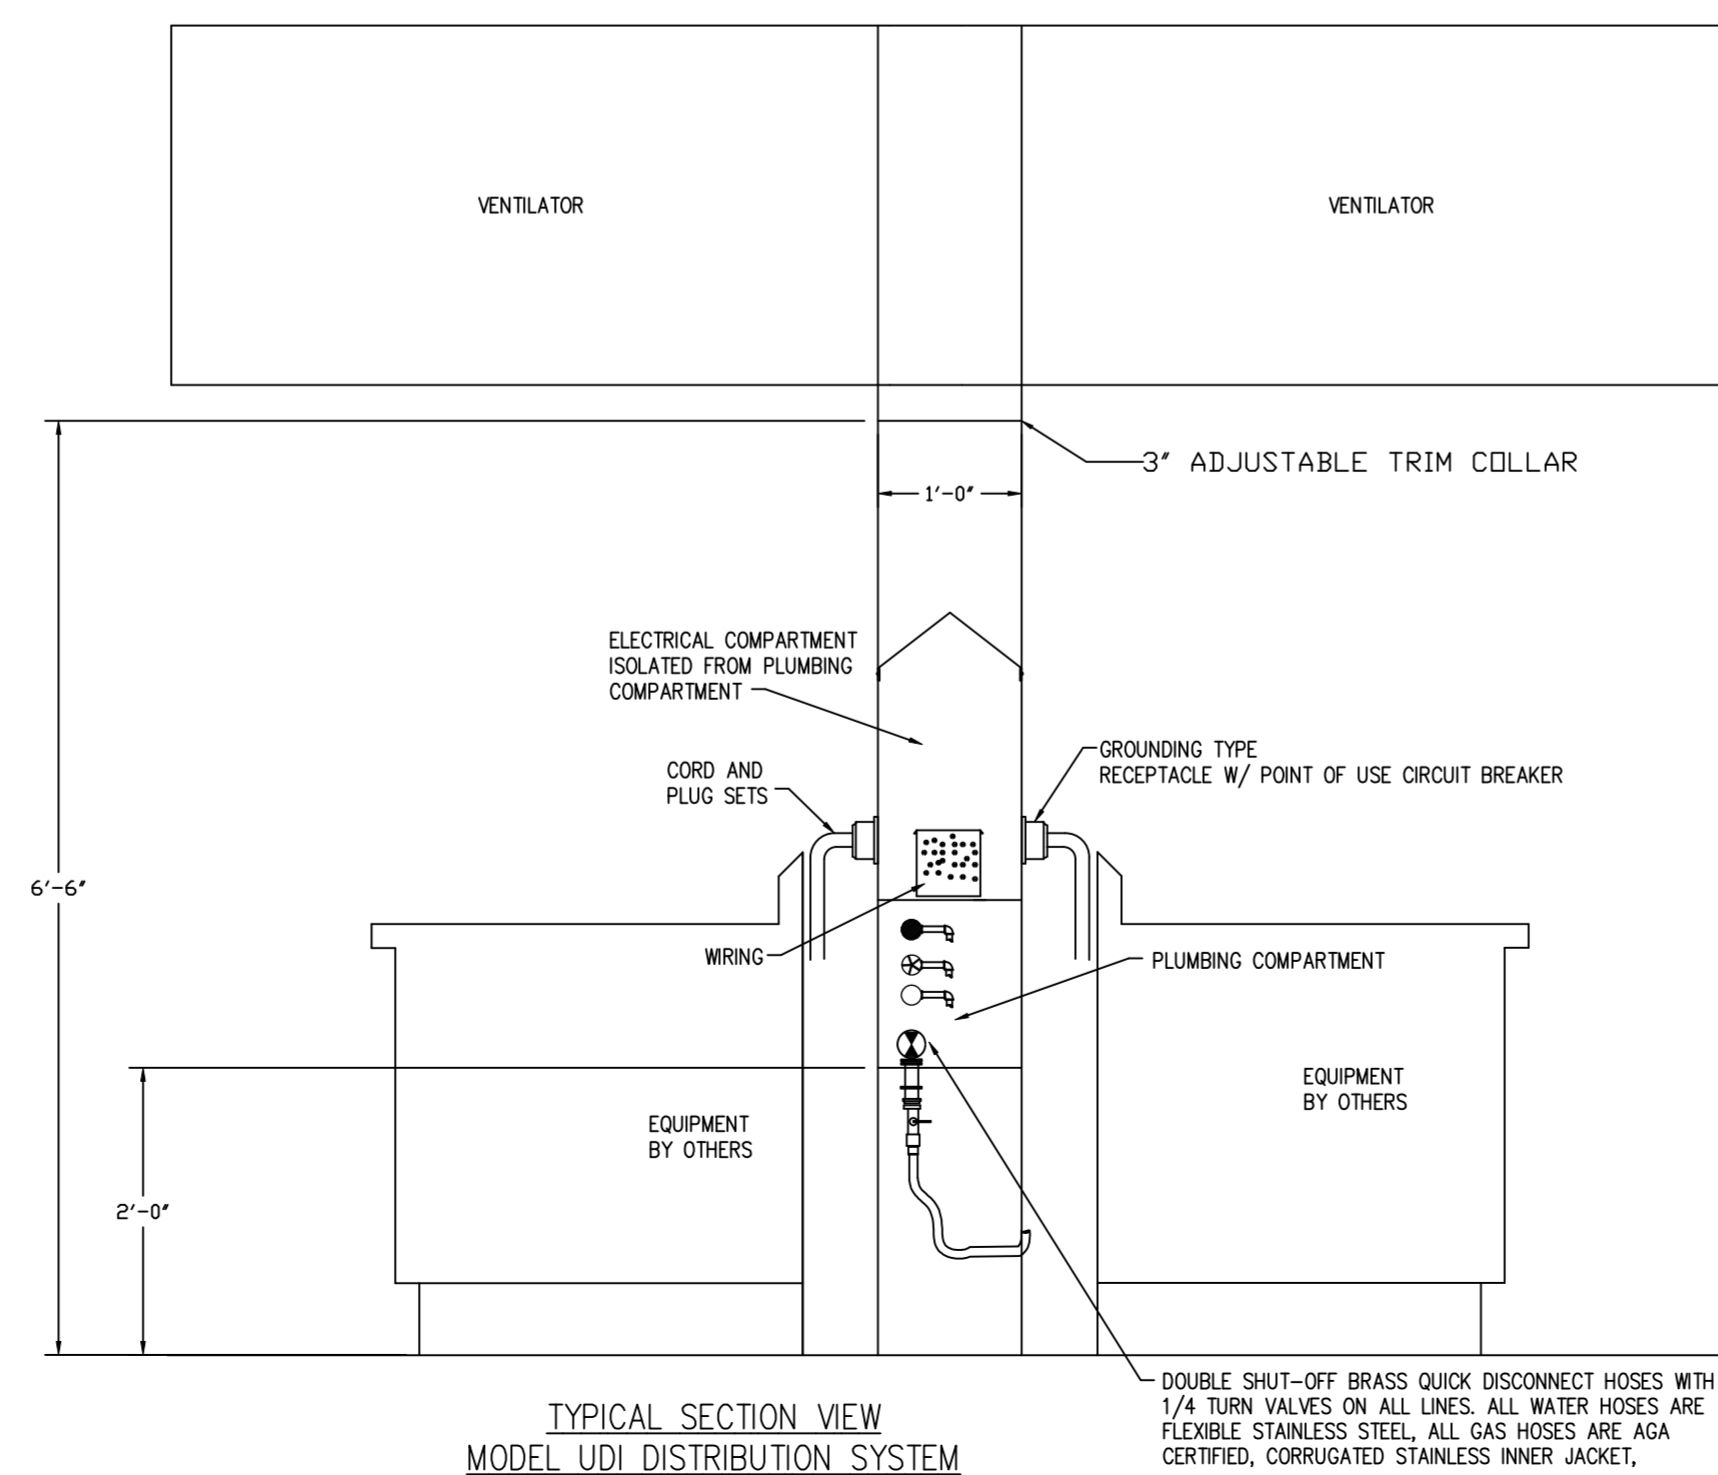 VENTILATOR
VENTILATOR
3" ADJUSTABLE TRIM COLLAR
1'-0"
ELECTRICAL COMPARTMENT
ISOLATED FROM PLUMBING
COMPARTMENT
GROUNDING TYPE
RECEPTACLE W/ POINT OF USE CIRCUIT BREAKER
CORD AND
PLUG SETS
6'-6"
WIRING
PLUMBING COMPARTMENT
EQUIPMENT
BY OTHERS
EQUIPMENT
BY OTHERS
2'-0"
DOUBLE SHUT-OFF BRASS QUICK DISCONNECT HOSES WITH
1/4 TURN VALVES ON ALL LINES. ALL WATER HOSES ARE
FLEXIBLE STAINLESS STEEL, ALL GAS HOSES ARE AGA
CERTIFIED, CORRUGATED STAINLESS INNER JACKET,
TYPICAL SECTION VIEW
MODEL UDI DISTRIBUTION SYSTEM